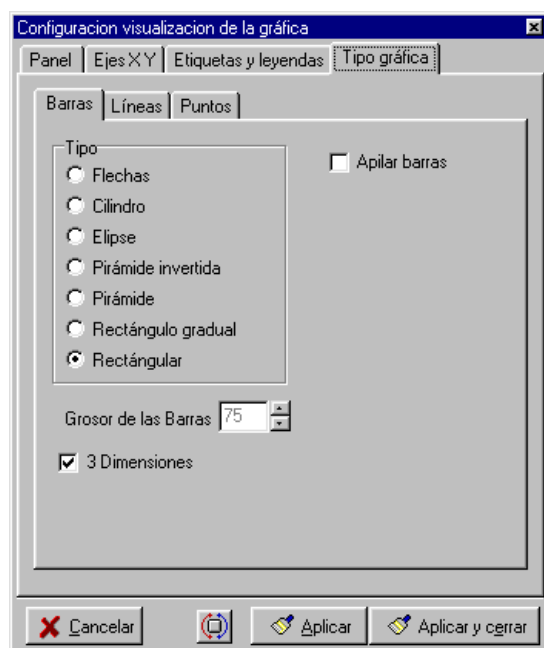 Configuracion visualizacion de la gráfica
Panel
Ejes X Y
Etiquetas y leyendas
Tipo gráfica
Barras
Líneas
Puntos
Tipo
Flechas
Cilindro
Elipse
Pirámide invertida
Pirámide
Rectángulo gradual
Rectángular
Apilar barras
Grosor de las Barras 75
3 Dimensiones
Cancelar
Aplicar
Aplicar y cerrar